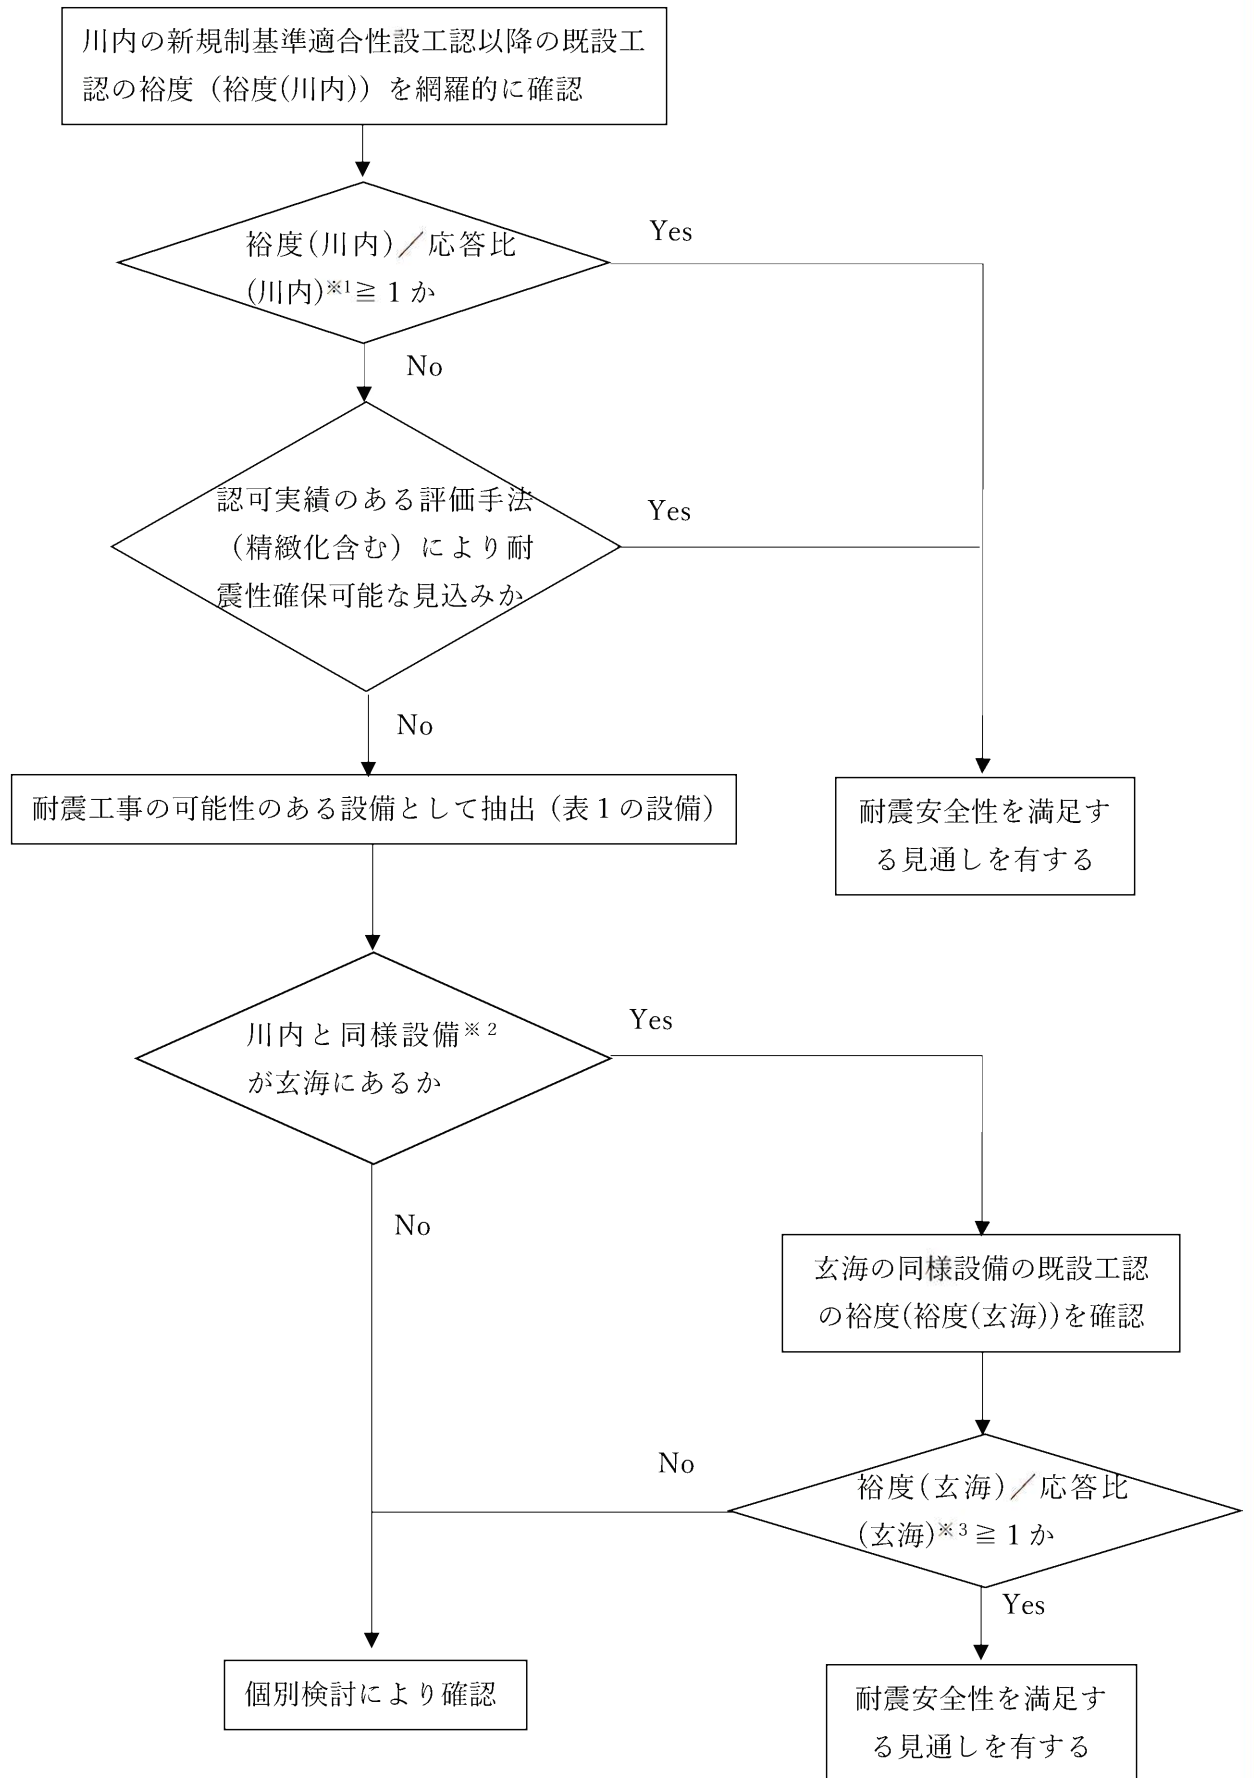 川内の新規制基準適合性設工認以降の既設工
認の裕度（裕度(川内)）を網羅的に確認
裕度(川内)／応答比
(川内)※1≧１か
Yes
No
認可実績のある評価手法
（精緻化含む）により耐
震性確保可能な見込みか
Yes
No
耐震工事の可能性のある設備として抽出（表１の設備）
耐震安全性を満足す
る見通しを有する
川内と同様設備※２
が玄海にあるか
Yes
No
玄海の同様設備の既設工認
の裕度(裕度(玄海))を確認
No
裕度(玄海)／応答比
(玄海)※３≧１か
Yes
個別検討により確認
耐震安全性を満足す
る見通しを有する